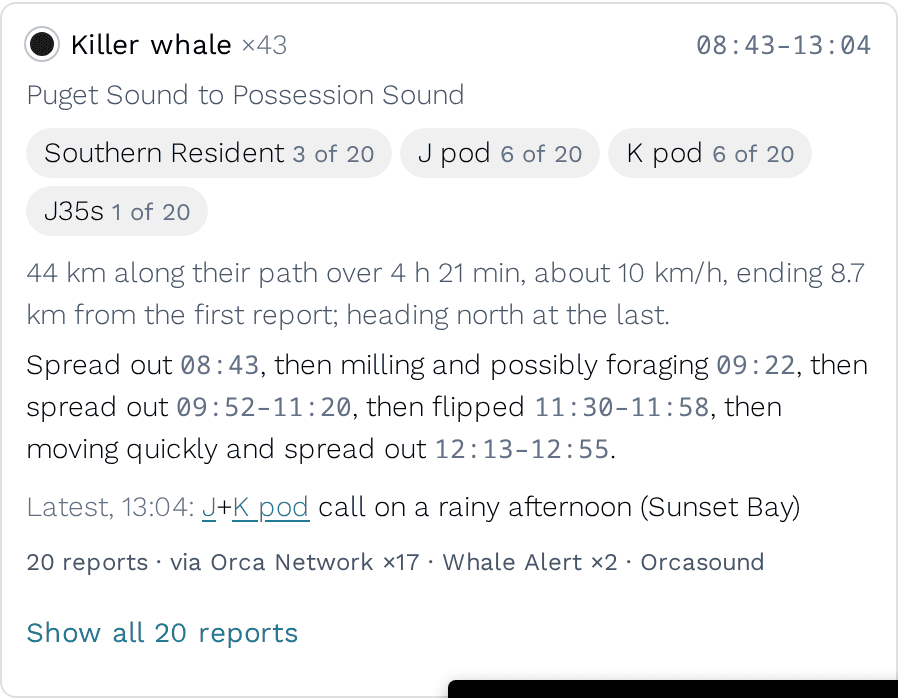 Killer whale ×43 08:43–13:04
Puget Sound to Possession Sound
Southern Resident 3 of 20 J pod 6 of 20 K pod 6 of 20
J35s 1 of 20
44 km along their path over 4 h 21 min, about 10 km/h, ending 8.7
km from the first report; heading north at the last.
Spread out 08:43, then milling and possibly foraging 09:22, then
spread out 09:52–11:20, then flipped 11:30–11:58, then
moving quickly and spread out 12:13–12:55.
Latest, 13:04: J+K pod call on a rainy afternoon (Sunset Bay)
20 reports · via Orca Network ×17 · Whale Alert ×2 · Orcasound
Show all 20 reports